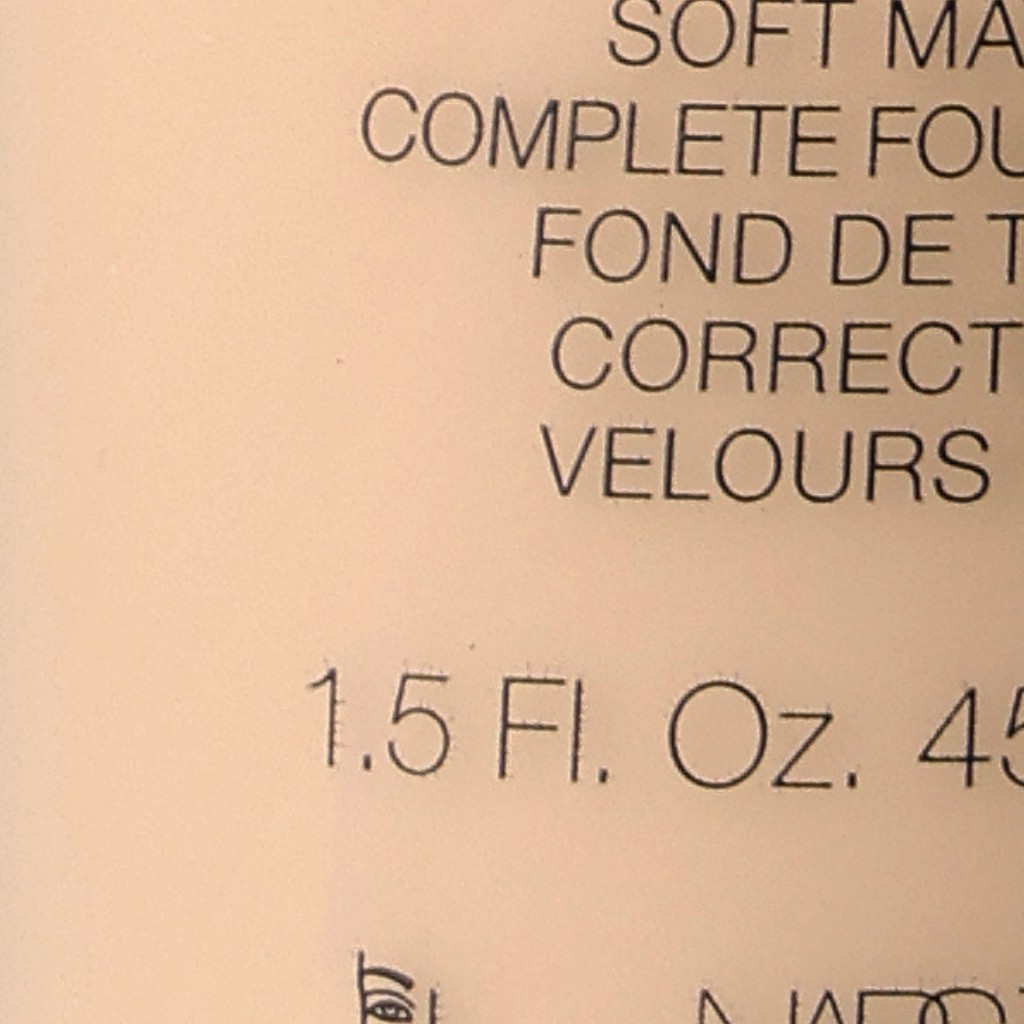 SOFT MA
COMPLETE FOU
FOND DE T
CORRECT
VELOURS
1.5 Fl. Oz. 45